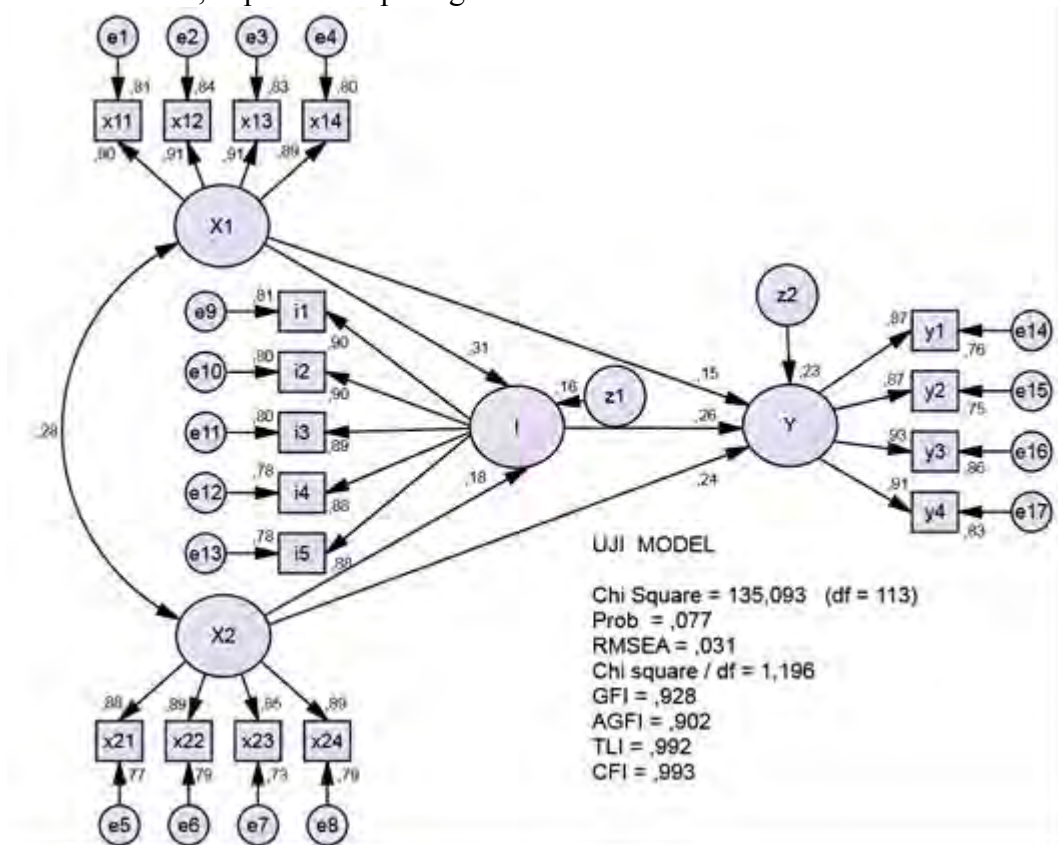 e1 e2 e3 e4
,81 ,84 ,83 ,80
x11 x12 x13 x14
,90 ,91 ,91 ,89
X1
e9 ,81 i1
,90
e10 ,80 i2
,90
e11 ,80 i3
,89
e12 ,78 i4
,88
e13 ,78 i5
,88
,28
,31
,16 z1
I
,18
,15
,26
,24
z2
,23
Y
,87 y1 ,76 e14
,87 y2 ,75 e15
,93 y3 ,86 e16
,91 y4 ,83 e17
X2
,88 ,89 ,85 ,89
x21 x22 x23 x24
,77 ,79 ,73 ,79
e5 e6 e7 e8
UJI MODEL
Chi Square = 135,093 (df = 113)
Prob = ,077
RMSEA = ,031
Chi square / df = 1,196
GFI = ,928
AGFI = ,902
TLI = ,992
CFI = ,993